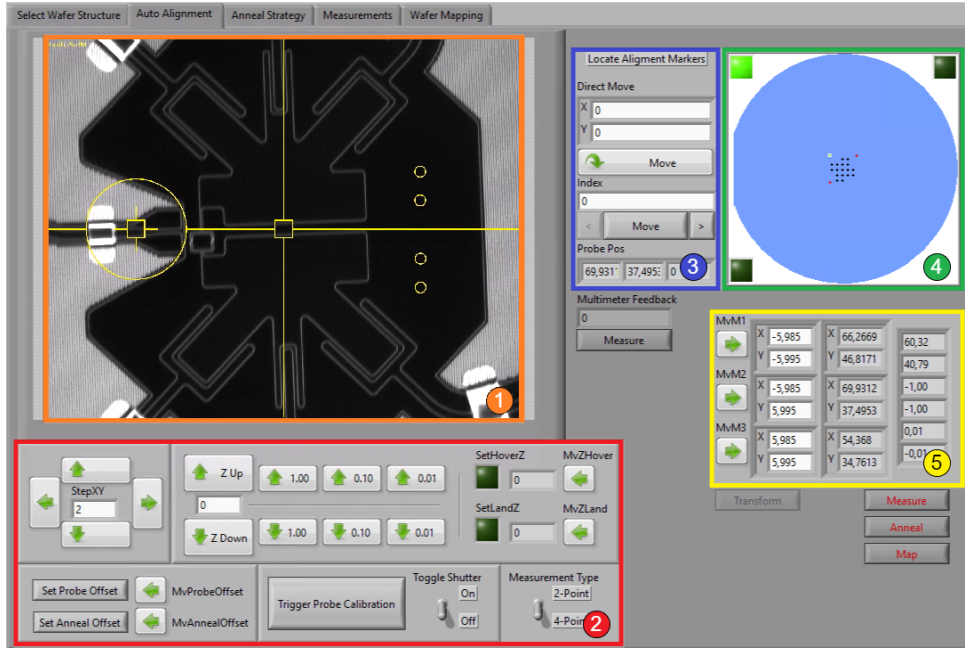 Select Wafer Structure Auto Alignment Anneal Strategy Measurements Wafer Mapping
1
Locate Aligment Markers
Direct Move
X 0
Y 0
Move
Index
0
< Move >
Probe Pos
69,931 37,495 0
3
Multimeter Feedback
0
Measure
4
MvM1
X -5,985 X 66,2669 60,32
Y -5,995 Y 46,8171 40,79
MvM2
X -5,985 X 69,9312 -1,00
Y 5,995 Y 37,4953 -1,00
MvM3
X 5,985 X 54,368 0,01
Y 5,995 Y 34,7613 -0,01
5
Transform Measure
Anneal
Map
StepXY
2
Z Up 1.00 0.10 0.01
0
Z Down 1.00 0.10 0.01
SetHoverZ MvZHover
0
SetLandZ MvZLand
0
Set Probe Offset MvProbeOffset
Set Anneal Offset MvAnnealOffset
Trigger Probe Calibration
Toggle Shutter
On
Off
Measurement Type
2-Point
4-Poin
2